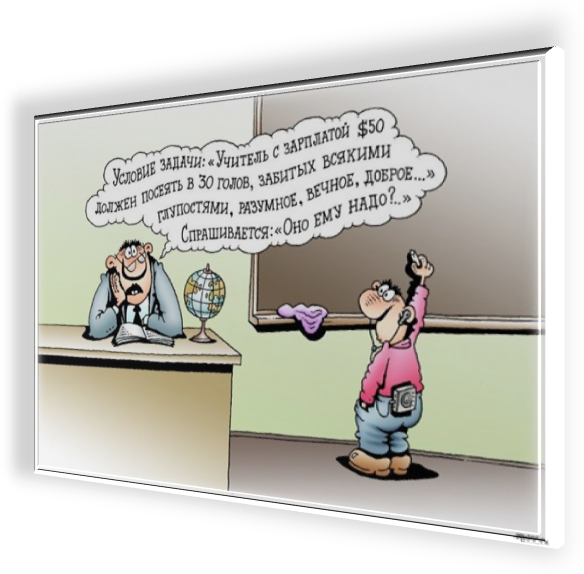 Условие задачи: «Учитель с зарплатой $50
должен посеять в 30 голов, забитых всякими
глупостями, разумное, вечное, доброе...»
Спрашивается: «Оно ему надо?..»